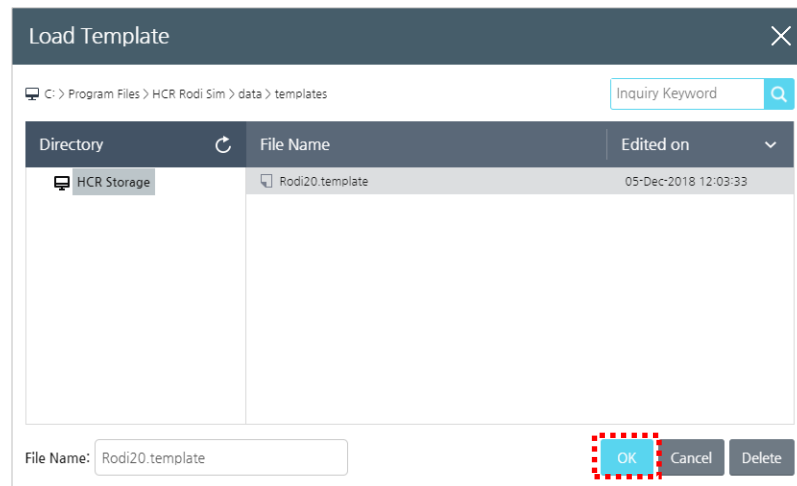 Load Template
C: > Program Files > HCR Rodi Sim > data > templates
Inquiry Keyword
Directory File Name Edited on
HCR Storage Rodi20.template 05-Dec-2018 12:03:33
File Name: Rodi20.template OK Cancel Delete